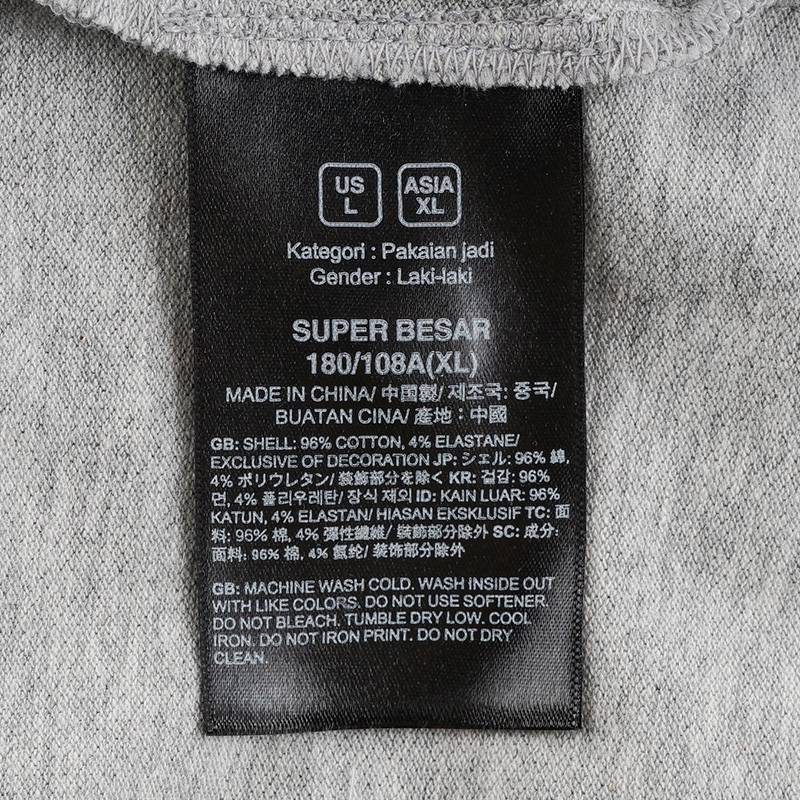 US
L
ASIA
XL
Kategori : Pakaian jadi
Gender : Laki-laki
SUPER BESAR
180/108A(XL)
MADE IN CHINA/ 中国製/ 제조국: 중국/
BUATAN CINA/ 產地：中國
GB: SHELL: 96% COTTON, 4% ELASTANE/
EXCLUSIVE OF DECORATION JP: シェル: 96% 綿,
4% ポリウレタン/ 装飾部分を除く KR: 겉감: 96%
면, 4% 폴리우레탄/ 장식 제외 ID: KAIN LUAR: 96%
KATUN, 4% ELASTAN/ HIASAN EKSKLUSIF TC: 面
料: 96% 棉, 4% 彈性纖維/ 裝飾部分除外 SC: 成分:
面料: 96% 棉, 4% 氨纶/ 装饰部分除外
GB: MACHINE WASH COLD. WASH INSIDE OUT
WITH LIKE COLORS. DO NOT USE SOFTENER.
DO NOT BLEACH. TUMBLE DRY LOW. COOL
IRON. DO NOT IRON PRINT. DO NOT DRY
CLEAN.